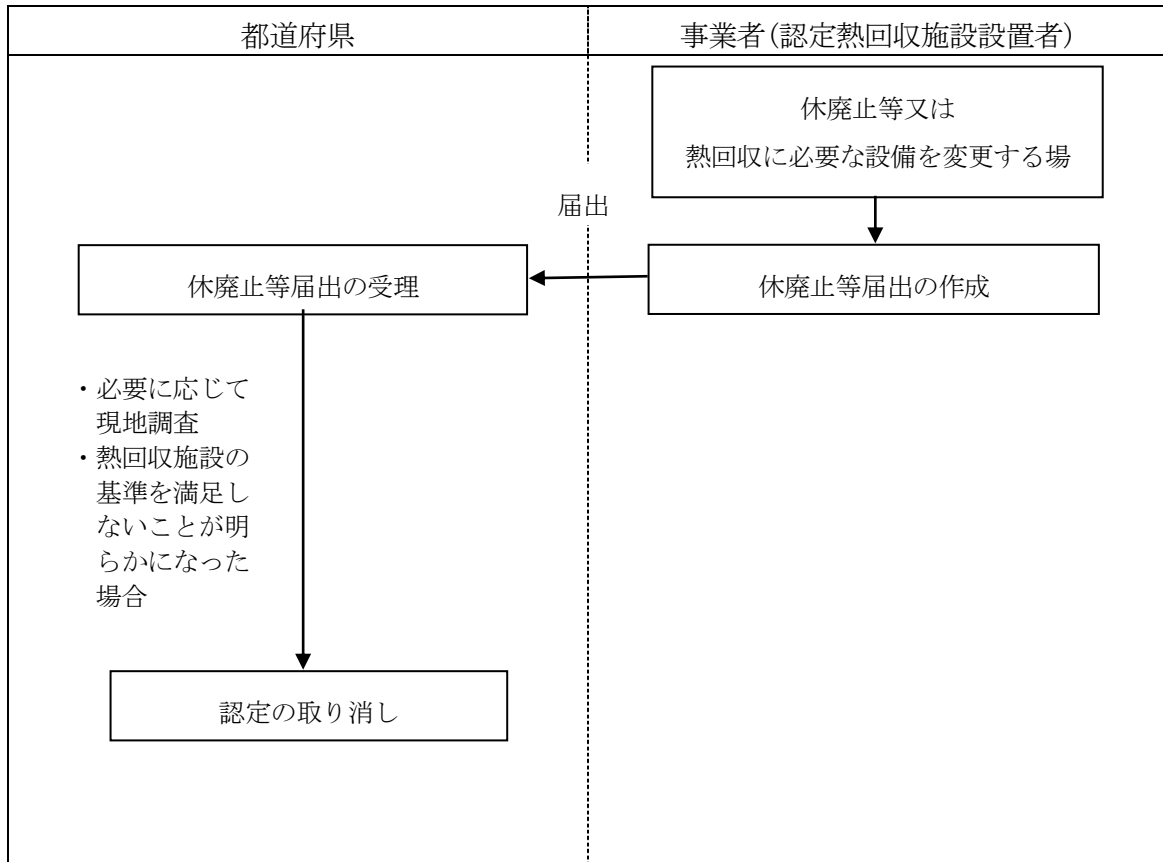 都道府県
事業者(認定熱回収施設設置者)
休廃止等又は
熱回収に必要な設備を変更する場
届出
休廃止等届出の作成
休廃止等届出の受理
・必要に応じて
現地調査
・熱回収施設の
基準を満足し
ないことが明
らかになった
場合
認定の取り消し